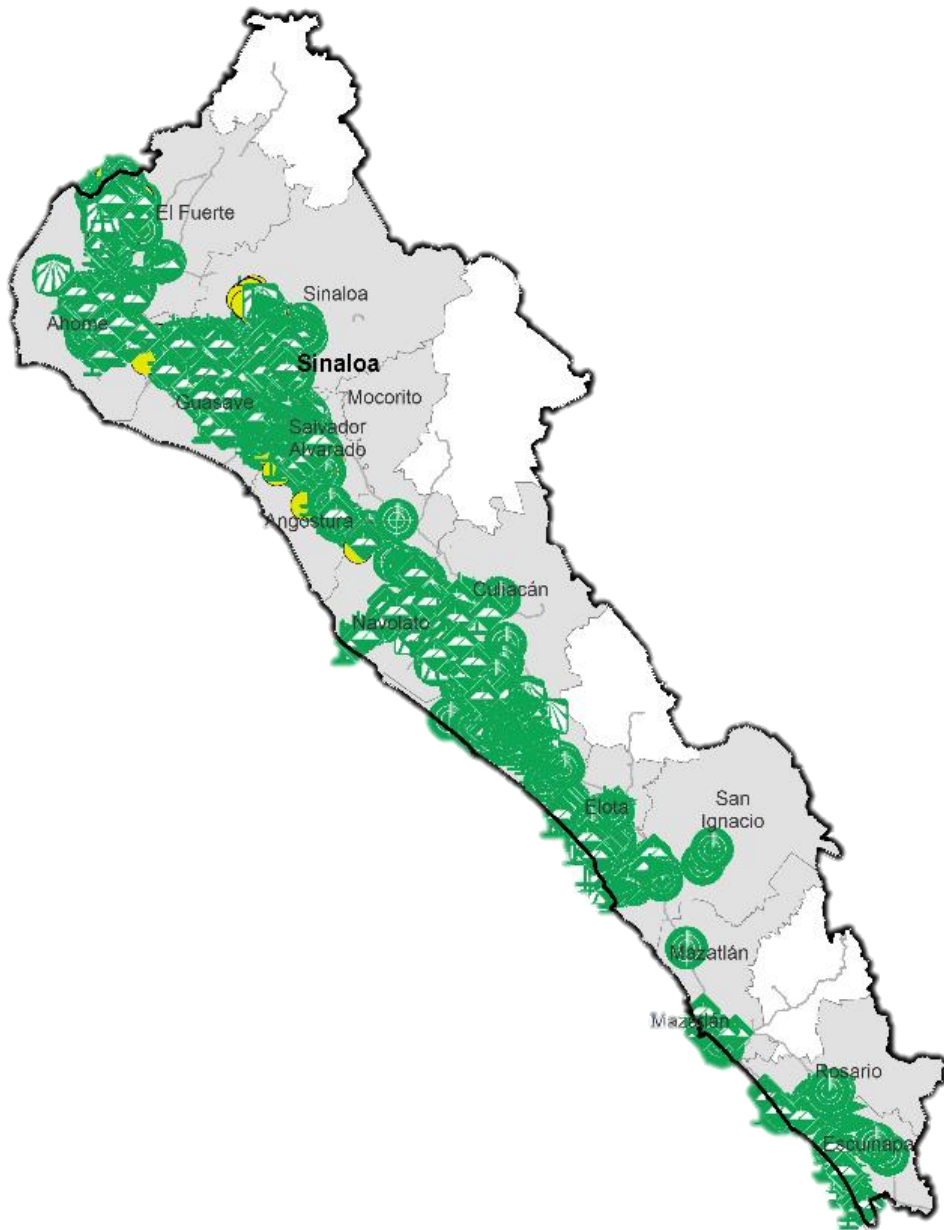 El Fuerte
Sinaloa
Ahome
Sinaloa
Mocorito
Guasave
Salvador
Alvarado
Angostura
Culiacán
Navolato
Elota
San
Ignacio
Mazatlán
Mazatlán
Rosario
Escuinapa